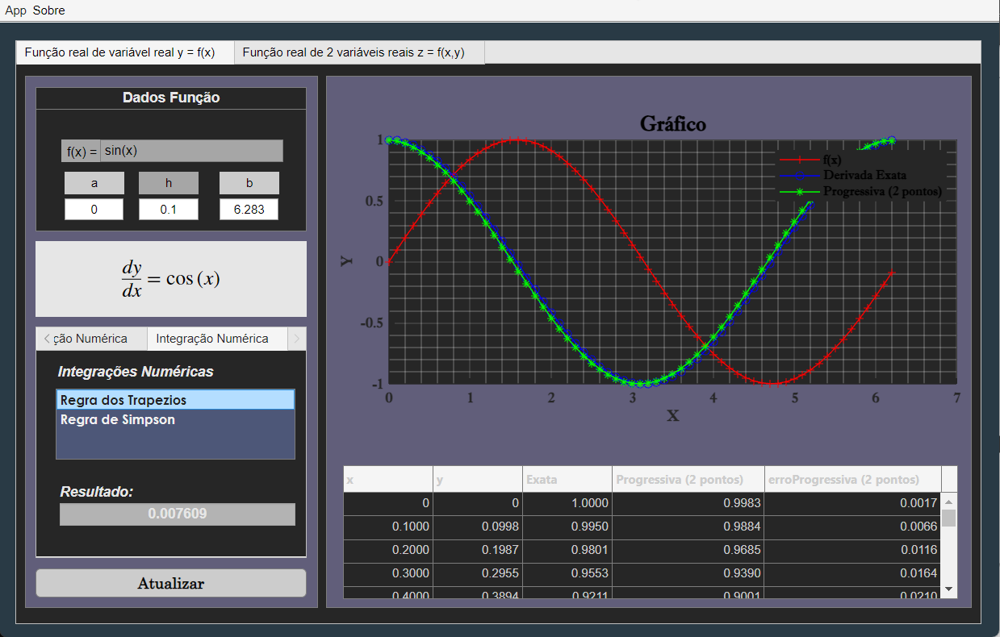 App Sobre
Função real de variável real y = f(x) Função real de 2 variáveis reais z = f(x,y)
Dados Função
f(x) = sin(x)
a h b
0 0.1 6.283
dy/dx = cos (x)
ção Numérica Integração Numérica
Integrações Numéricas
Regra dos Trapezios
Regra de Simpson
Resultado:
0.007609
Atualizar
Gráfico
1
0.5
0
-0.5
-1
Y
0 1 2 3 4 5 6 7
X
f(x)
Derivada Exata
Progressiva (2 pontos)
x y Exata Progressiva (2 pontos) erroProgressiva (2 pontos)
0 0 1.0000 0.9983 0.0017
0.1000 0.0998 0.9950 0.9884 0.0066
0.2000 0.1987 0.9801 0.9685 0.0116
0.3000 0.2955 0.9553 0.9390 0.0164
0.4000 0.3894 0.9211 0.9001 0.0210